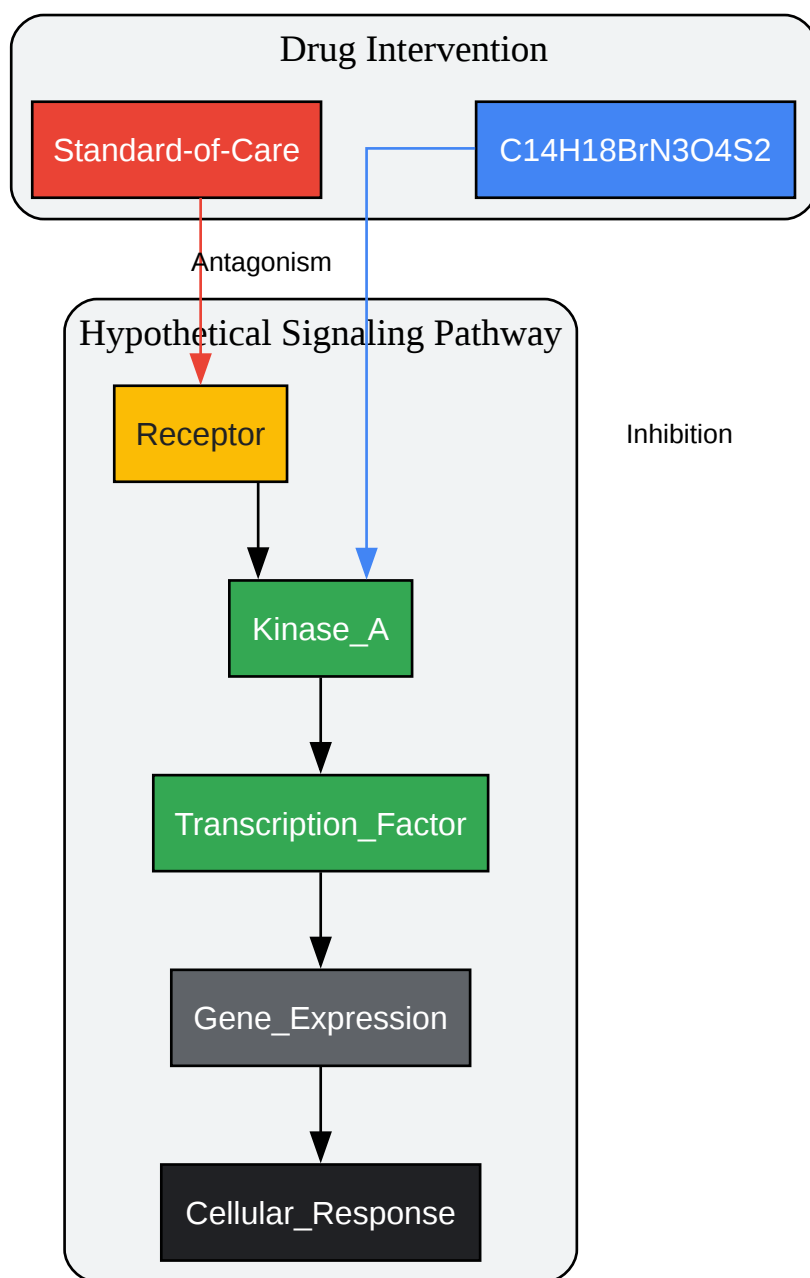 Drug Intervention
Standard-of-Care
C14H18BrN3O4S2
Antagonism
Hypothetical Signaling Pathway
Receptor
Inhibition
Kinase_A
Transcription_Factor
Gene_Expression
Cellular_Response